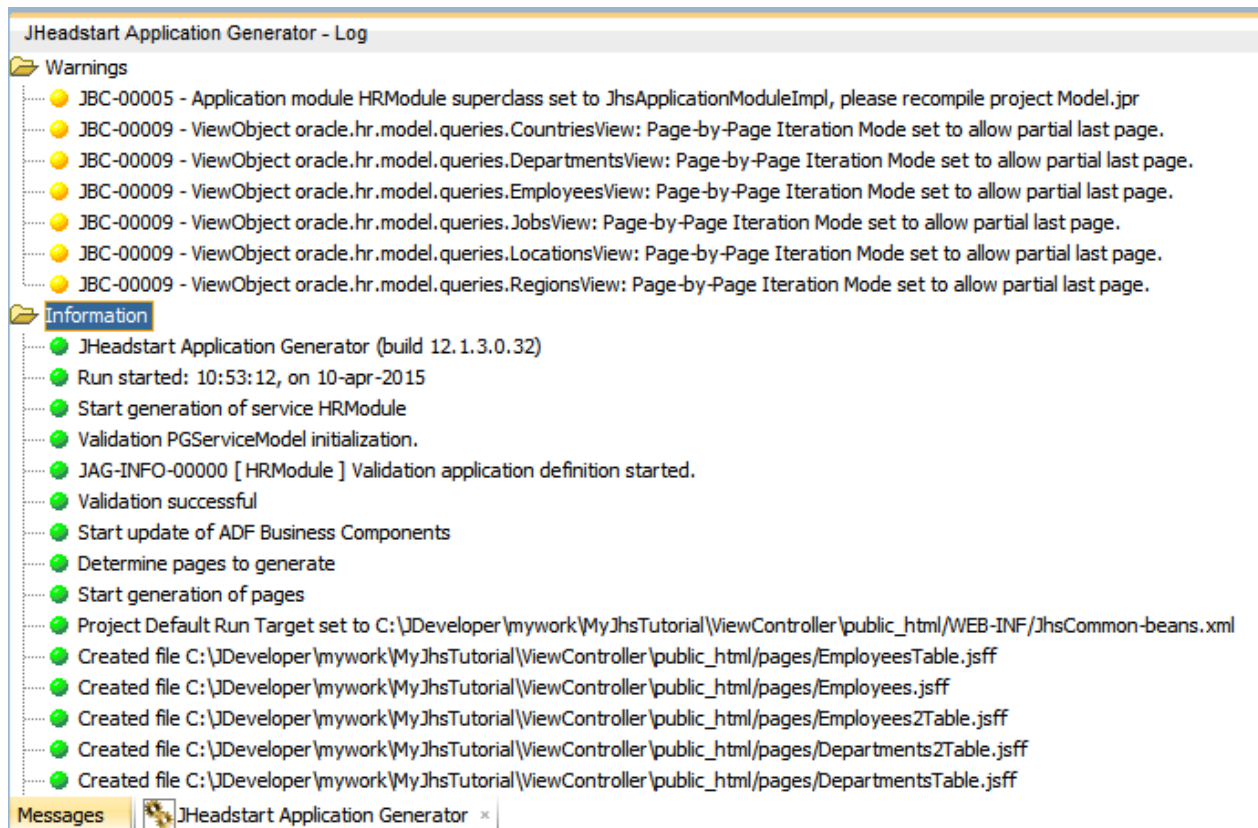 JHeadstart Application Generator - Log
Warnings
JBC-00005 - Application module HRModule superclass set to JhsApplicationModuleImpl, please recompile project Model.jpr
JBC-00009 - ViewObject oracle.hr.model.queries.CountriesView: Page-by-Page Iteration Mode set to allow partial last page.
JBC-00009 - ViewObject oracle.hr.model.queries.DepartmentsView: Page-by-Page Iteration Mode set to allow partial last page.
JBC-00009 - ViewObject oracle.hr.model.queries.EmployeesView: Page-by-Page Iteration Mode set to allow partial last page.
JBC-00009 - ViewObject oracle.hr.model.queries.JobsView: Page-by-Page Iteration Mode set to allow partial last page.
JBC-00009 - ViewObject oracle.hr.model.queries.LocationsView: Page-by-Page Iteration Mode set to allow partial last page.
JBC-00009 - ViewObject oracle.hr.model.queries.RegionsView: Page-by-Page Iteration Mode set to allow partial last page.
Information
JHeadstart Application Generator (build 12.1.3.0.32)
Run started: 10:53:12, on 10-apr-2015
Start generation of service HRModule
Validation PGServiceModel initialization.
JAG-INFO-00000 [ HRModule ] Validation application definition started.
Validation successful
Start update of ADF Business Components
Determine pages to generate
Start generation of pages
Project Default Run Target set to C:\JDeveloper\mywork\MyJhsTutorial\ViewController\public_html/WEB-INF/JhsCommon-beans.xml
Created file C:\JDeveloper\mywork\MyJhsTutorial\ViewController\public_html/pages/EmployeesTable.jsff
Created file C:\JDeveloper\mywork\MyJhsTutorial\ViewController\public_html/pages/Employees.jsff
Created file C:\JDeveloper\mywork\MyJhsTutorial\ViewController\public_html/pages/Employees2Table.jsff
Created file C:\JDeveloper\mywork\MyJhsTutorial\ViewController\public_html/pages/Departments2Table.jsff
Created file C:\JDeveloper\mywork\MyJhsTutorial\ViewController\public_html/pages/DepartmentsTable.jsff
Messages JHeadstart Application Generator ×